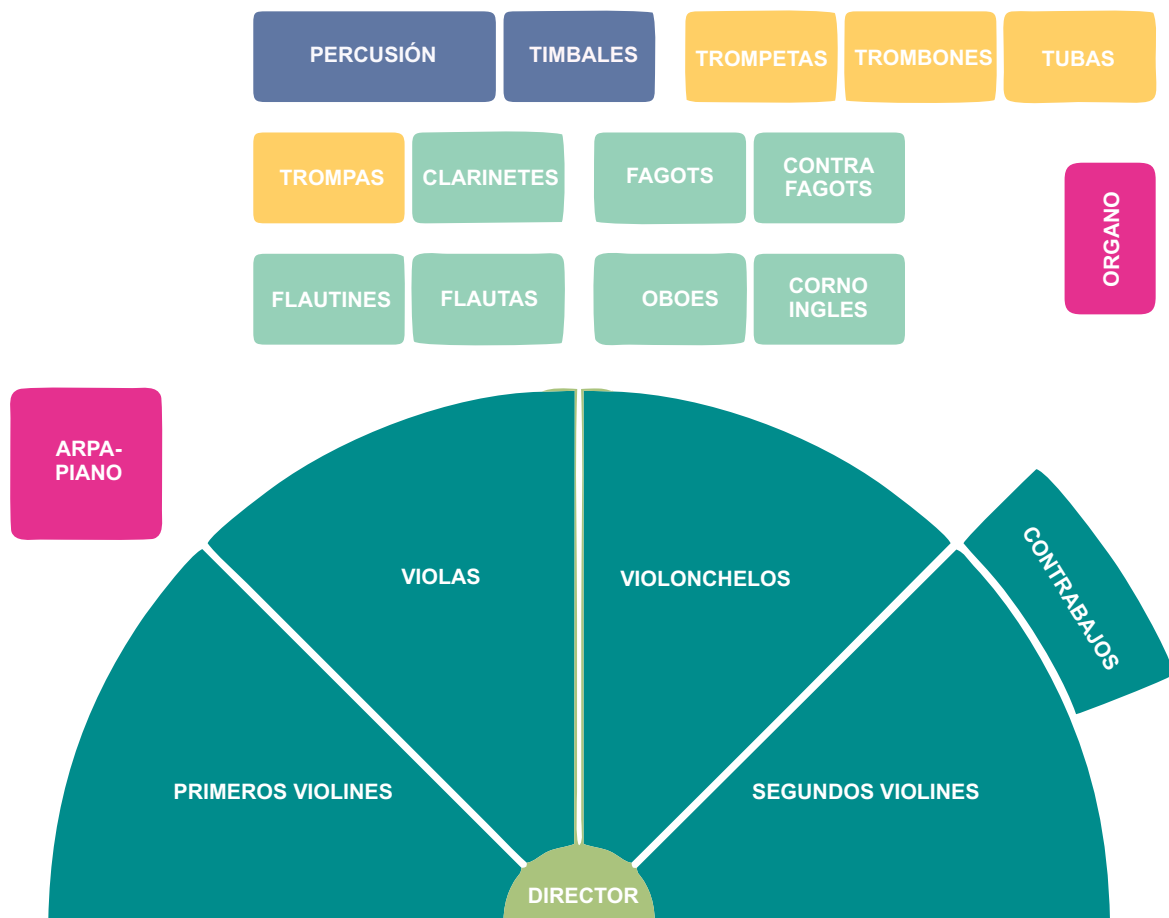 PERCUSIÓN
TIMBALES
TROMPETAS
TROMBONES
TUBAS
TROMPAS
CLARINETES
FAGOTS
CONTRA
FAGOTS
ORGANO
FLAUTINES
FLAUTAS
OBOES
CORNO
INGLES
ARPA-
PIANO
VIOLAS
VIOLONCHELOS
CONTRABAJOS
PRIMEROS VIOLINES
SEGUNDOS VIOLINES
DIRECTOR